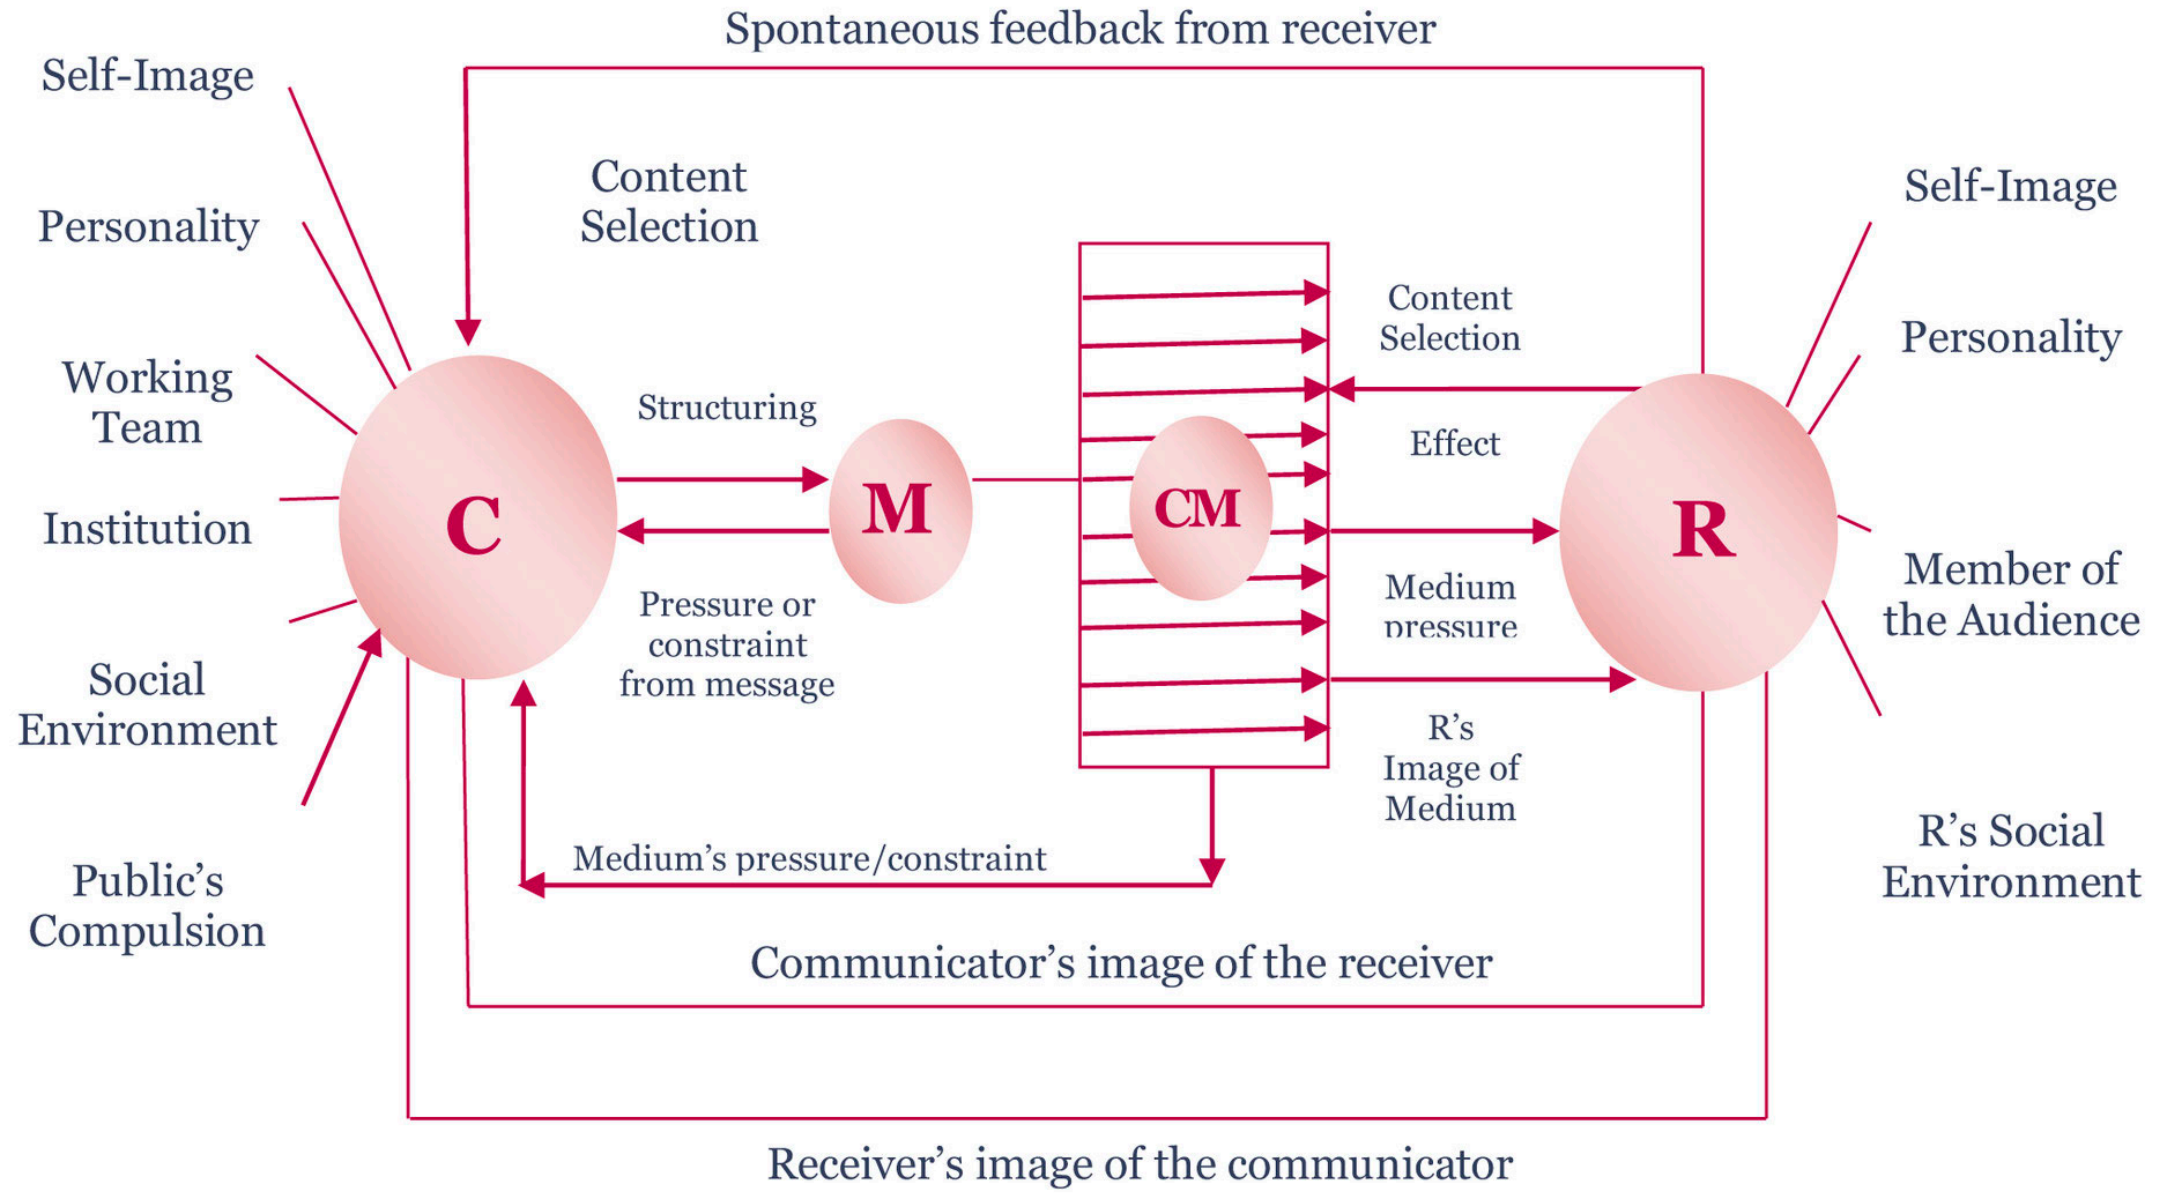 Spontaneous feedback from receiver
Self-Image
Personality
Working
Team
Institution
Social
Environment
Public’s
Compulsion
Content
Selection
Structuring
C
M
CM
R
Pressure or
constraint
from message
Content
Selection
Effect
Medium
pressure
R’s
Image of
Medium
Self-Image
Personality
Member of
the Audience
R’s Social
Environment
Medium’s pressure/constraint
Communicator’s image of the receiver
Receiver’s image of the communicator